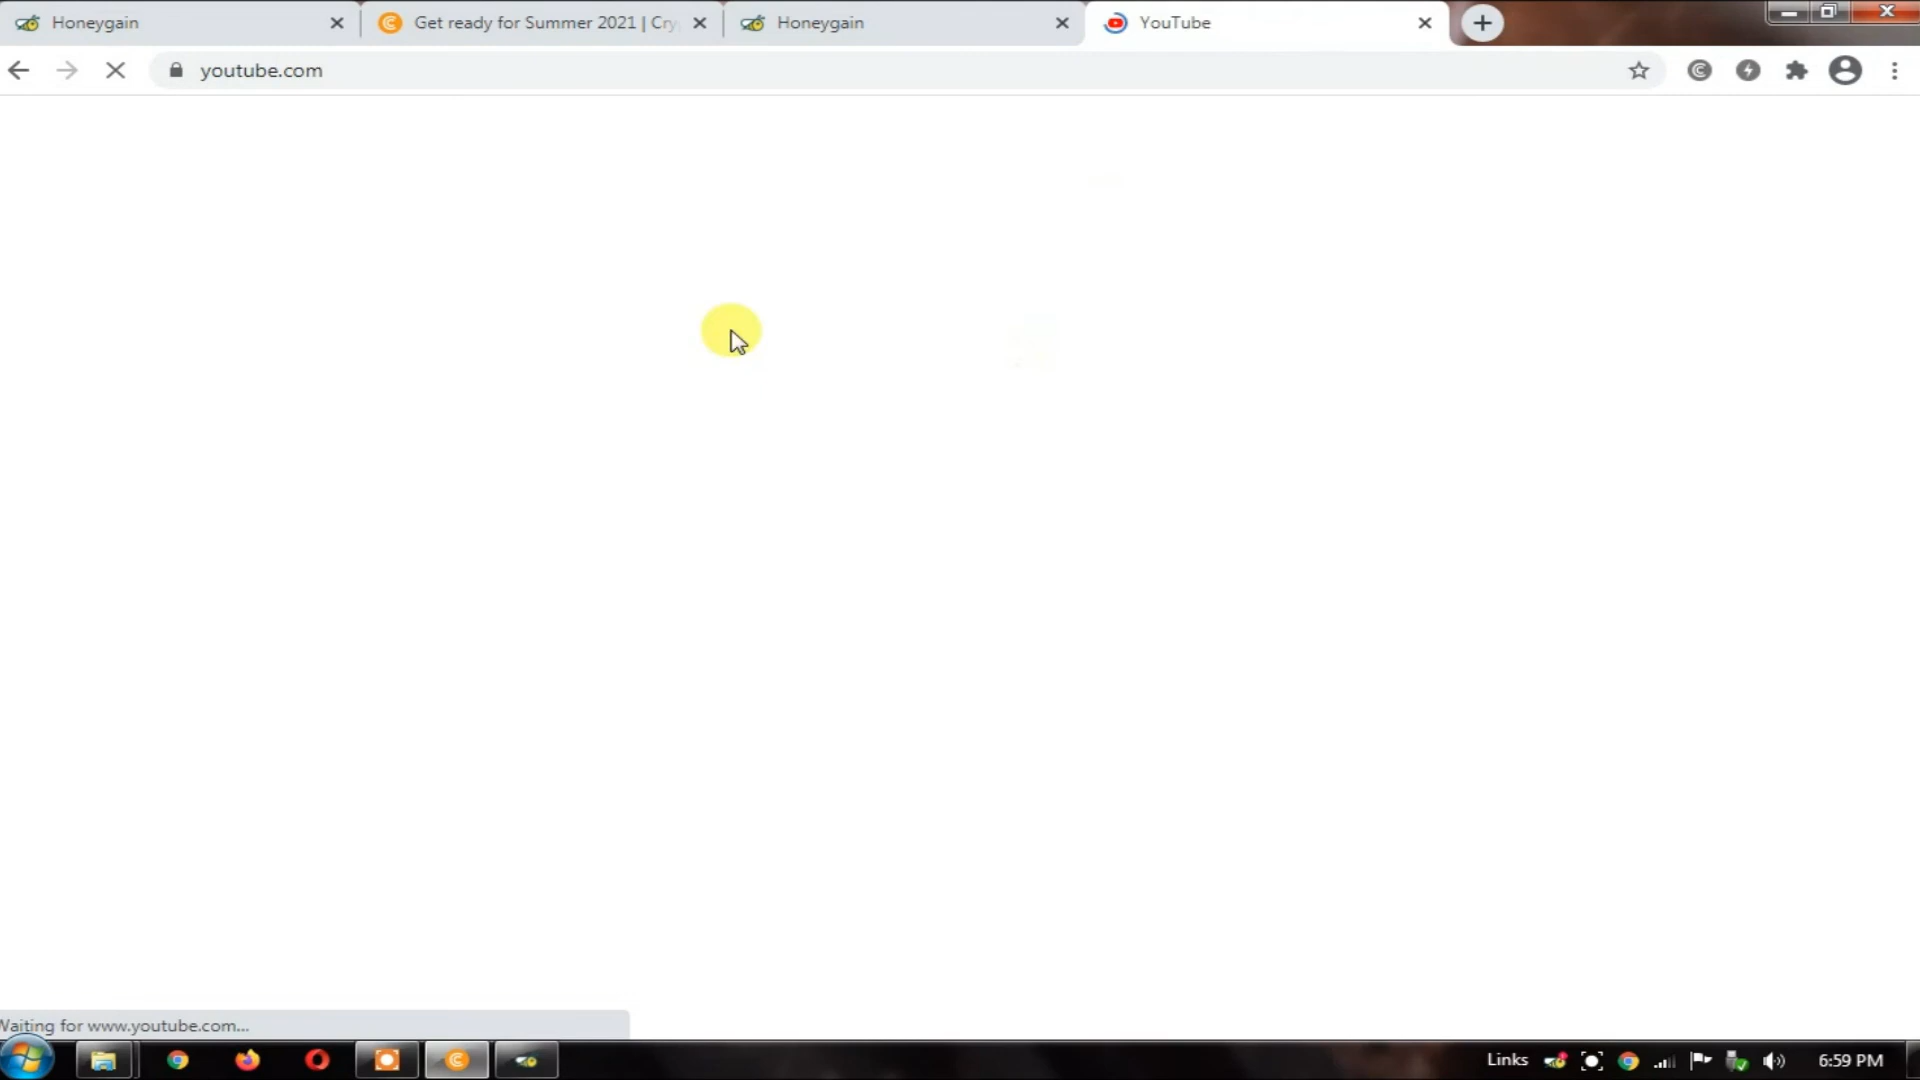 Honeygain
Get ready for Summer 2021 | Cry
Honeygain
YouTube
youtube.com
Waiting for www.youtube.com...
Links
6:59 PM